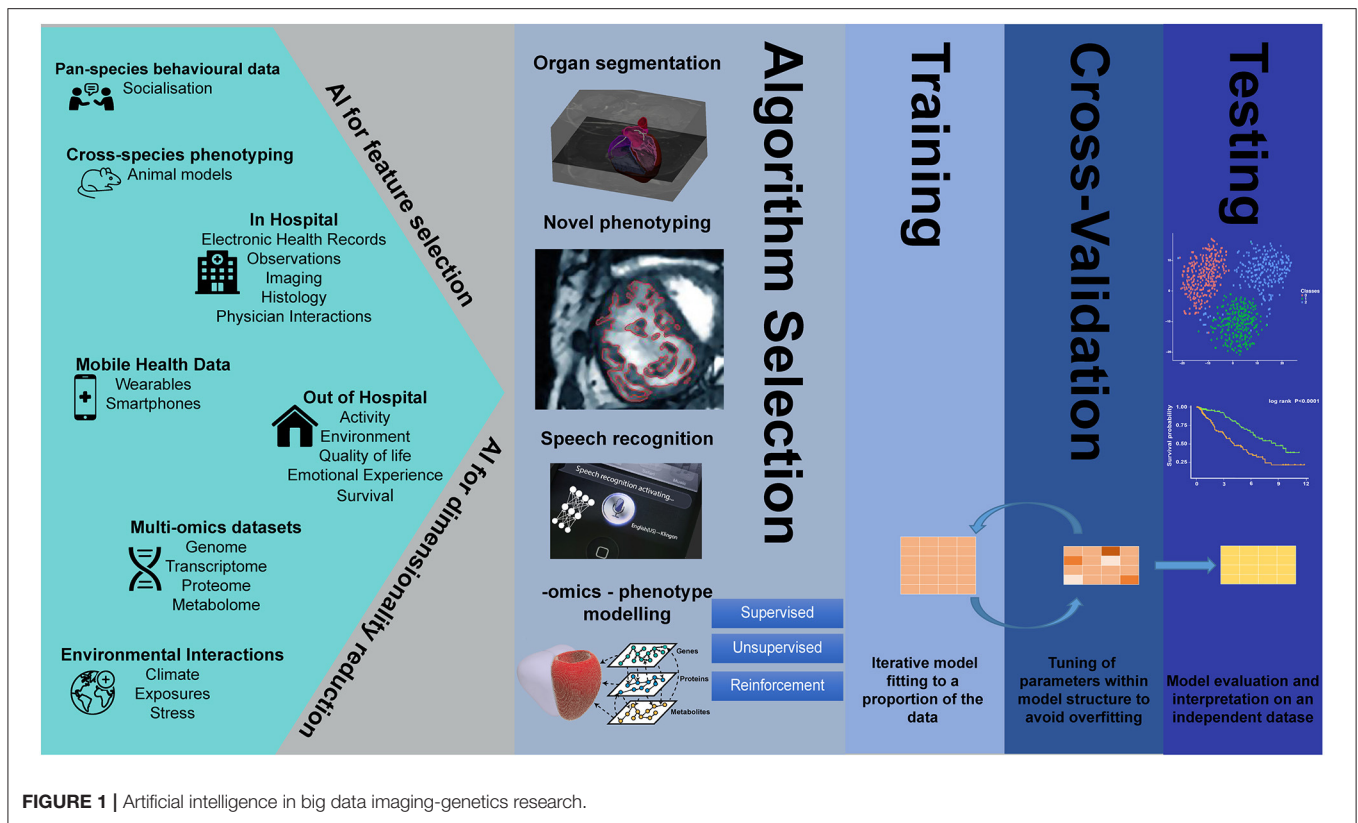 Pan-species behavioural data
Socialisation
Cross-species phenotyping
Animal models
In Hospital
Electronic Health Records
Observations
Imaging
Histology
Physician Interactions
Mobile Health Data
Wearables
Smartphones
Out of Hospital
Activity
Environment
Quality of life
Emotional Experience
Survival
Multi-omics datasets
Genome
Transcriptome
Proteome
Metabolome
Environmental Interactions
Climate
Exposures
Stress
AI for feature selection
AI for dimensionality reduction
Organ segmentation
Novel phenotyping
Speech recognition
Speech recognition activating...
English(US)→Klingon
-omics - phenotype
modelling
Genes
Proteins
Metabolites
Algorithm Selection
Supervised
Unsupervised
Reinforcement
Training
Iterative model
fitting to a
proportion of the
data
Cross-Validation
Tuning of
parameters within
model structure to
avoid overfitting
Testing
Classes
log rank P<0.0001
Survival probability
1.00
0.75
0.50
0.25
0 3 6 9 12
Model evaluation and
interpretation on an
independent datase
FIGURE 1 | Artificial intelligence in big data imaging-genetics research.